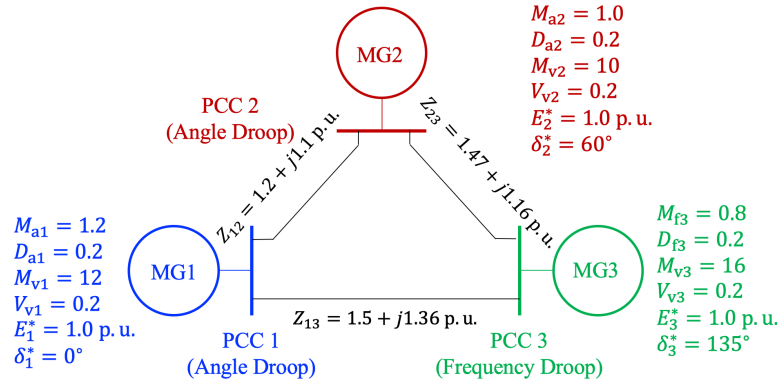 MG2
PCC 2
(Angle Droop)
M_a2 = 1.0
D_a2 = 0.2
M_v2 = 10
V_v2 = 0.2
E_2^* = 1.0 p. u.
δ_2^* = 60°
Z_12 = 1.2 + j1.1 p. u.
Z_23 = 1.47 + j1.16 p. u.
M_a1 = 1.2
D_a1 = 0.2
M_v1 = 12
V_v1 = 0.2
E_1^* = 1.0 p. u.
δ_1^* = 0°
MG1
PCC 1
(Angle Droop)
Z_13 = 1.5 + j1.36 p. u.
MG3
PCC 3
(Frequency Droop)
M_f3 = 0.8
D_f3 = 0.2
M_v3 = 16
V_v3 = 0.2
E_3^* = 1.0 p. u.
δ_3^* = 135°